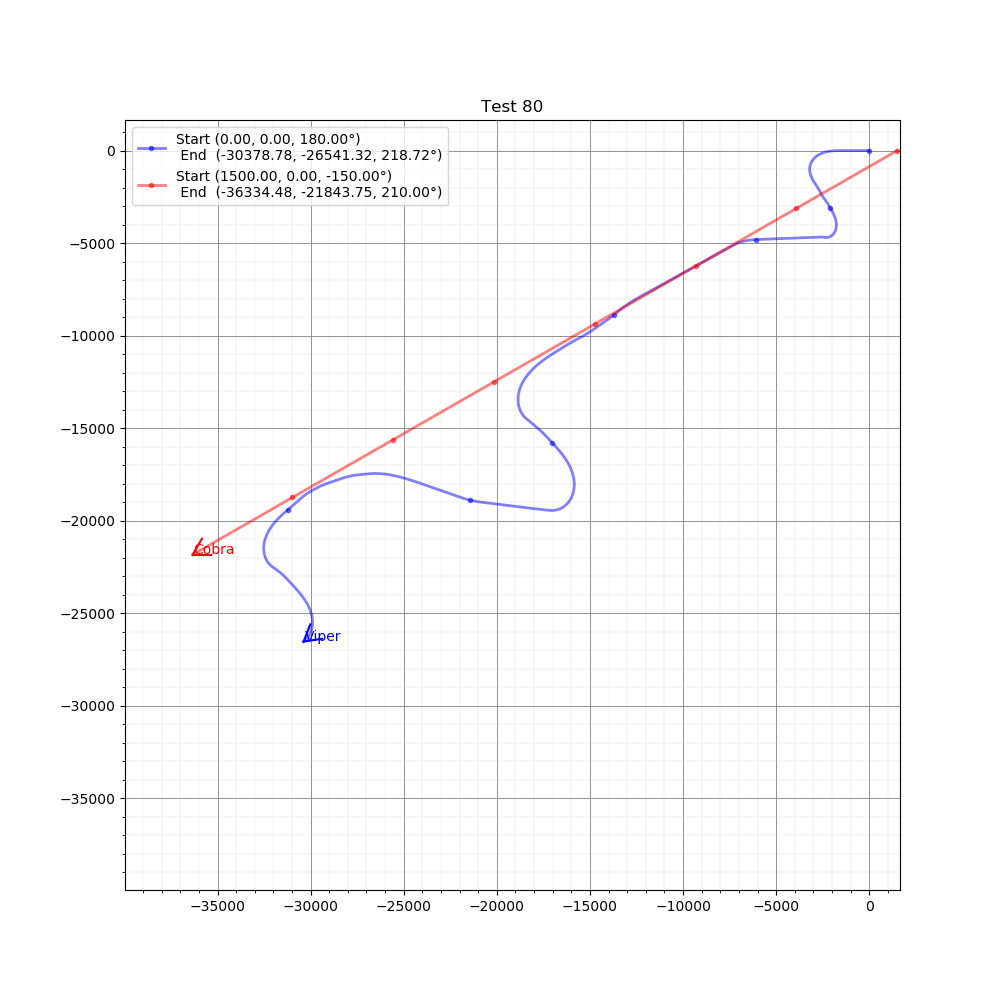 Test 80
Start (0.00, 0.00, 180.00°)
End (-30378.78, -26541.32, 218.72°)
Start (1500.00, 0.00, -150.00°)
End (-36334.48, -21843.75, 210.00°)
0
−5000
−10000
−15000
−20000
−25000
−30000
−35000
Cobra
Viper
−35000 −30000 −25000 −20000 −15000 −10000 −5000 0